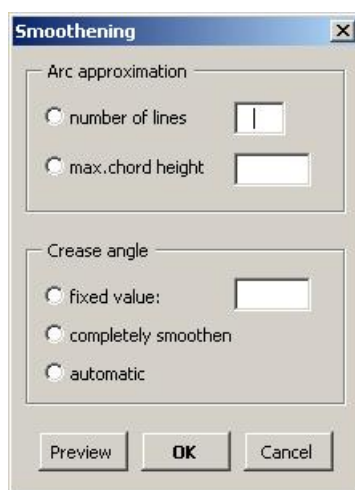 Smoothening
Arc approximation
number of lines
max.chord height
Crease angle
fixed value:
completely smoothen
automatic
Preview OK Cancel